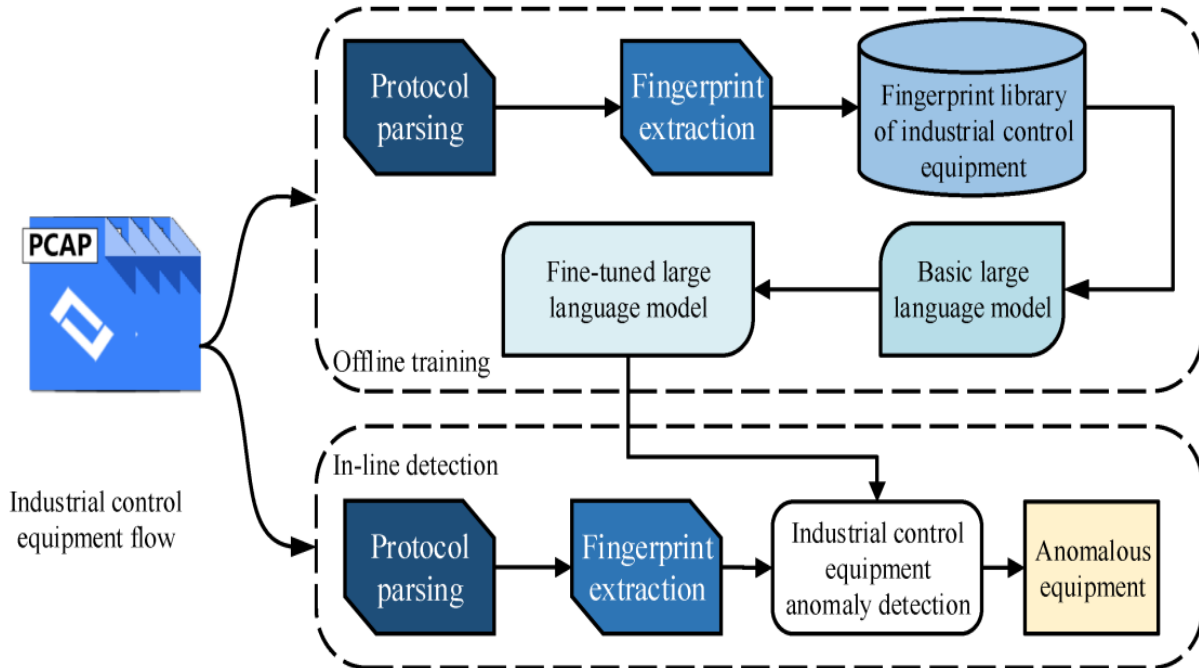 Protocol
parsing
Fingerprint
extraction
Fingerprint library
of industrial control
equipment
PCAP
Fine-tuned large
language model
Basic large
language model
Offline training
In-line detection
Industrial control
equipment flow
Protocol
parsing
Fingerprint
extraction
Industrial control
equipment
anomaly detection
Anomalous
equipment